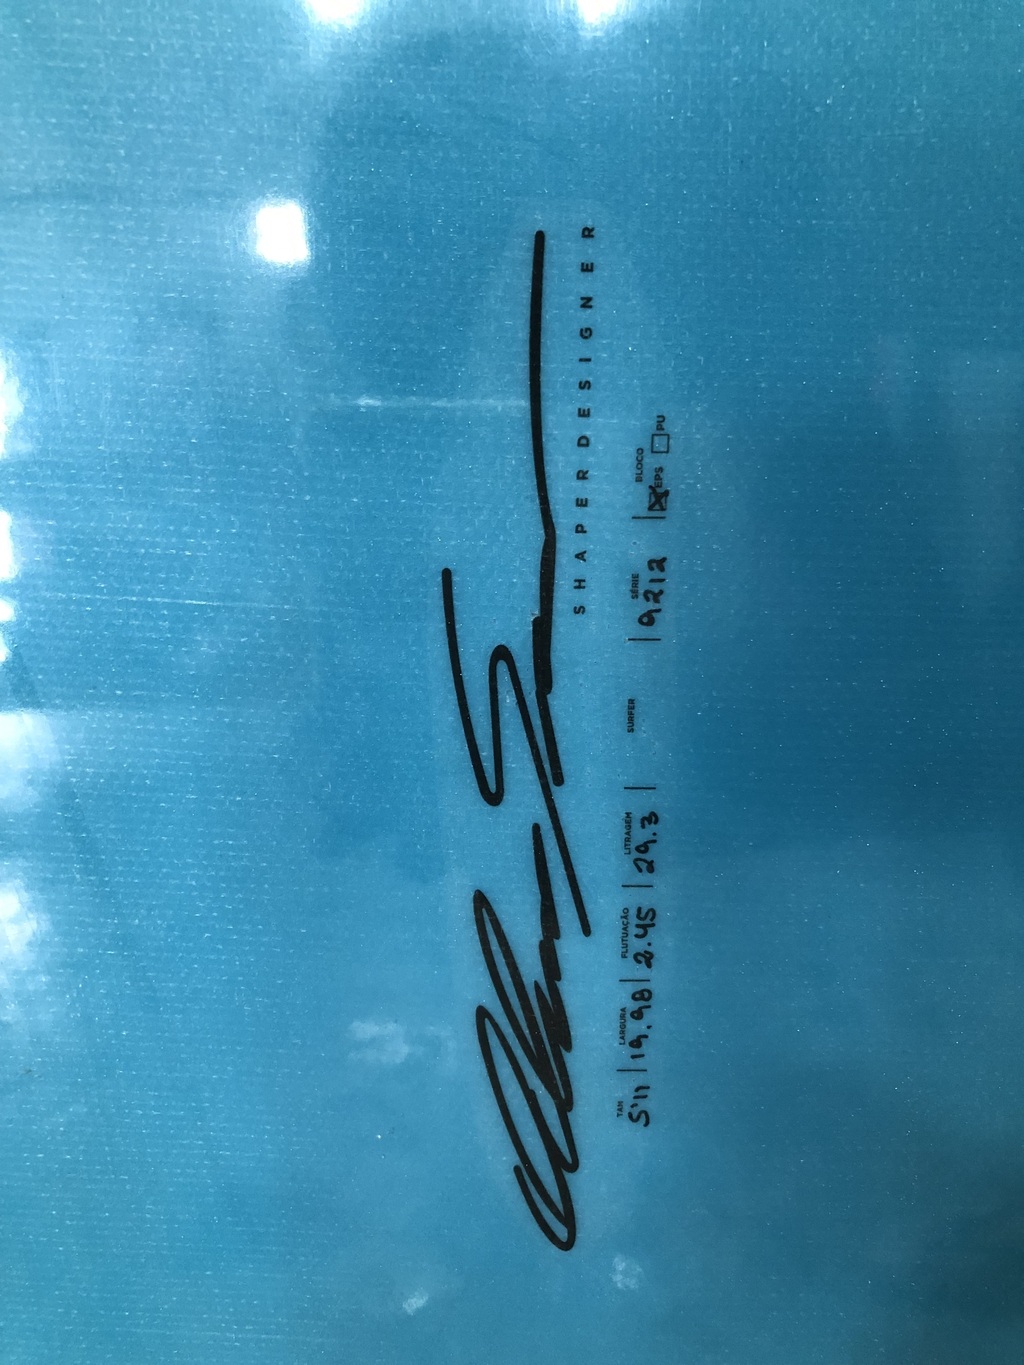 SHAPER DESIGNER
TAM LARGURA FLUTUAÇÃO LITRAGEM SURFER SÉRIE BLOCO
5'11 | 19.98 | 2.45 | 29.3 | | 9212 | ☒ EPS ☐ PU